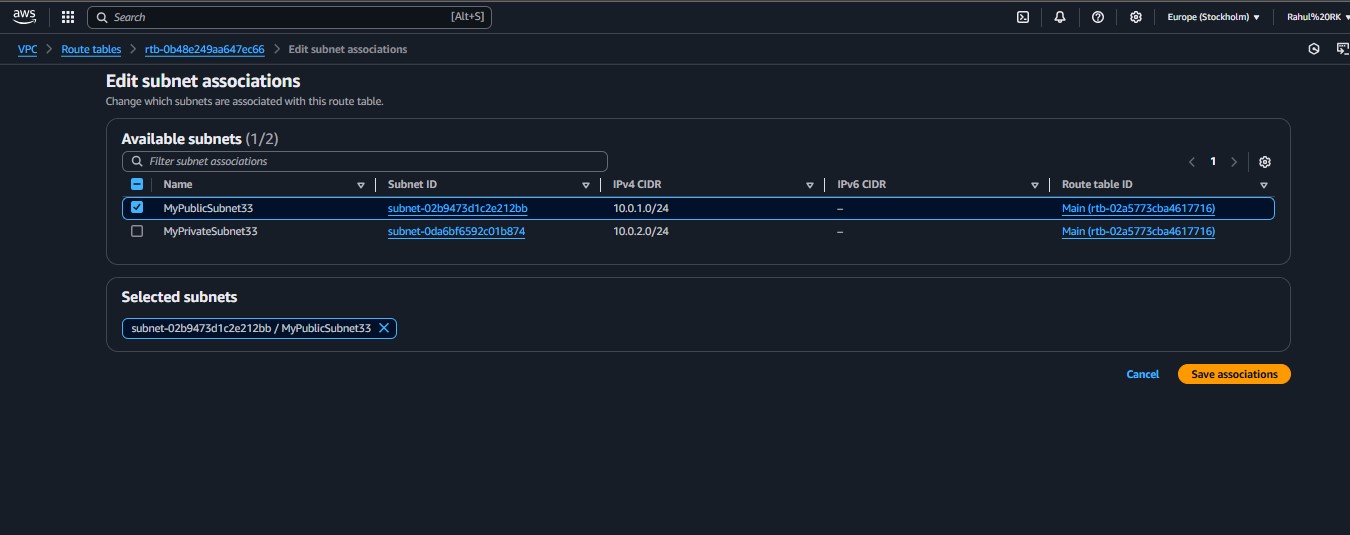 aws Search [Alt+S] Europe (Stockholm) Rahul%20RK
VPC Route tables rtb-0b48e249aa647ec66 Edit subnet associations
Edit subnet associations
Change which subnets are associated with this route table.
Available subnets (1/2)
Filter subnet associations 1
Name Subnet ID IPv4 CIDR IPv6 CIDR Route table ID
MyPublicSubnet33 subnet-02b9473d1c2e212bb 10.0.1.0/24 – Main (rtb-02a5773cba4617716)
MyPrivateSubnet33 subnet-0da6bf6592c01b874 10.0.2.0/24 – Main (rtb-02a5773cba4617716)
Selected subnets
subnet-02b9473d1c2e212bb / MyPublicSubnet33
Cancel Save associations